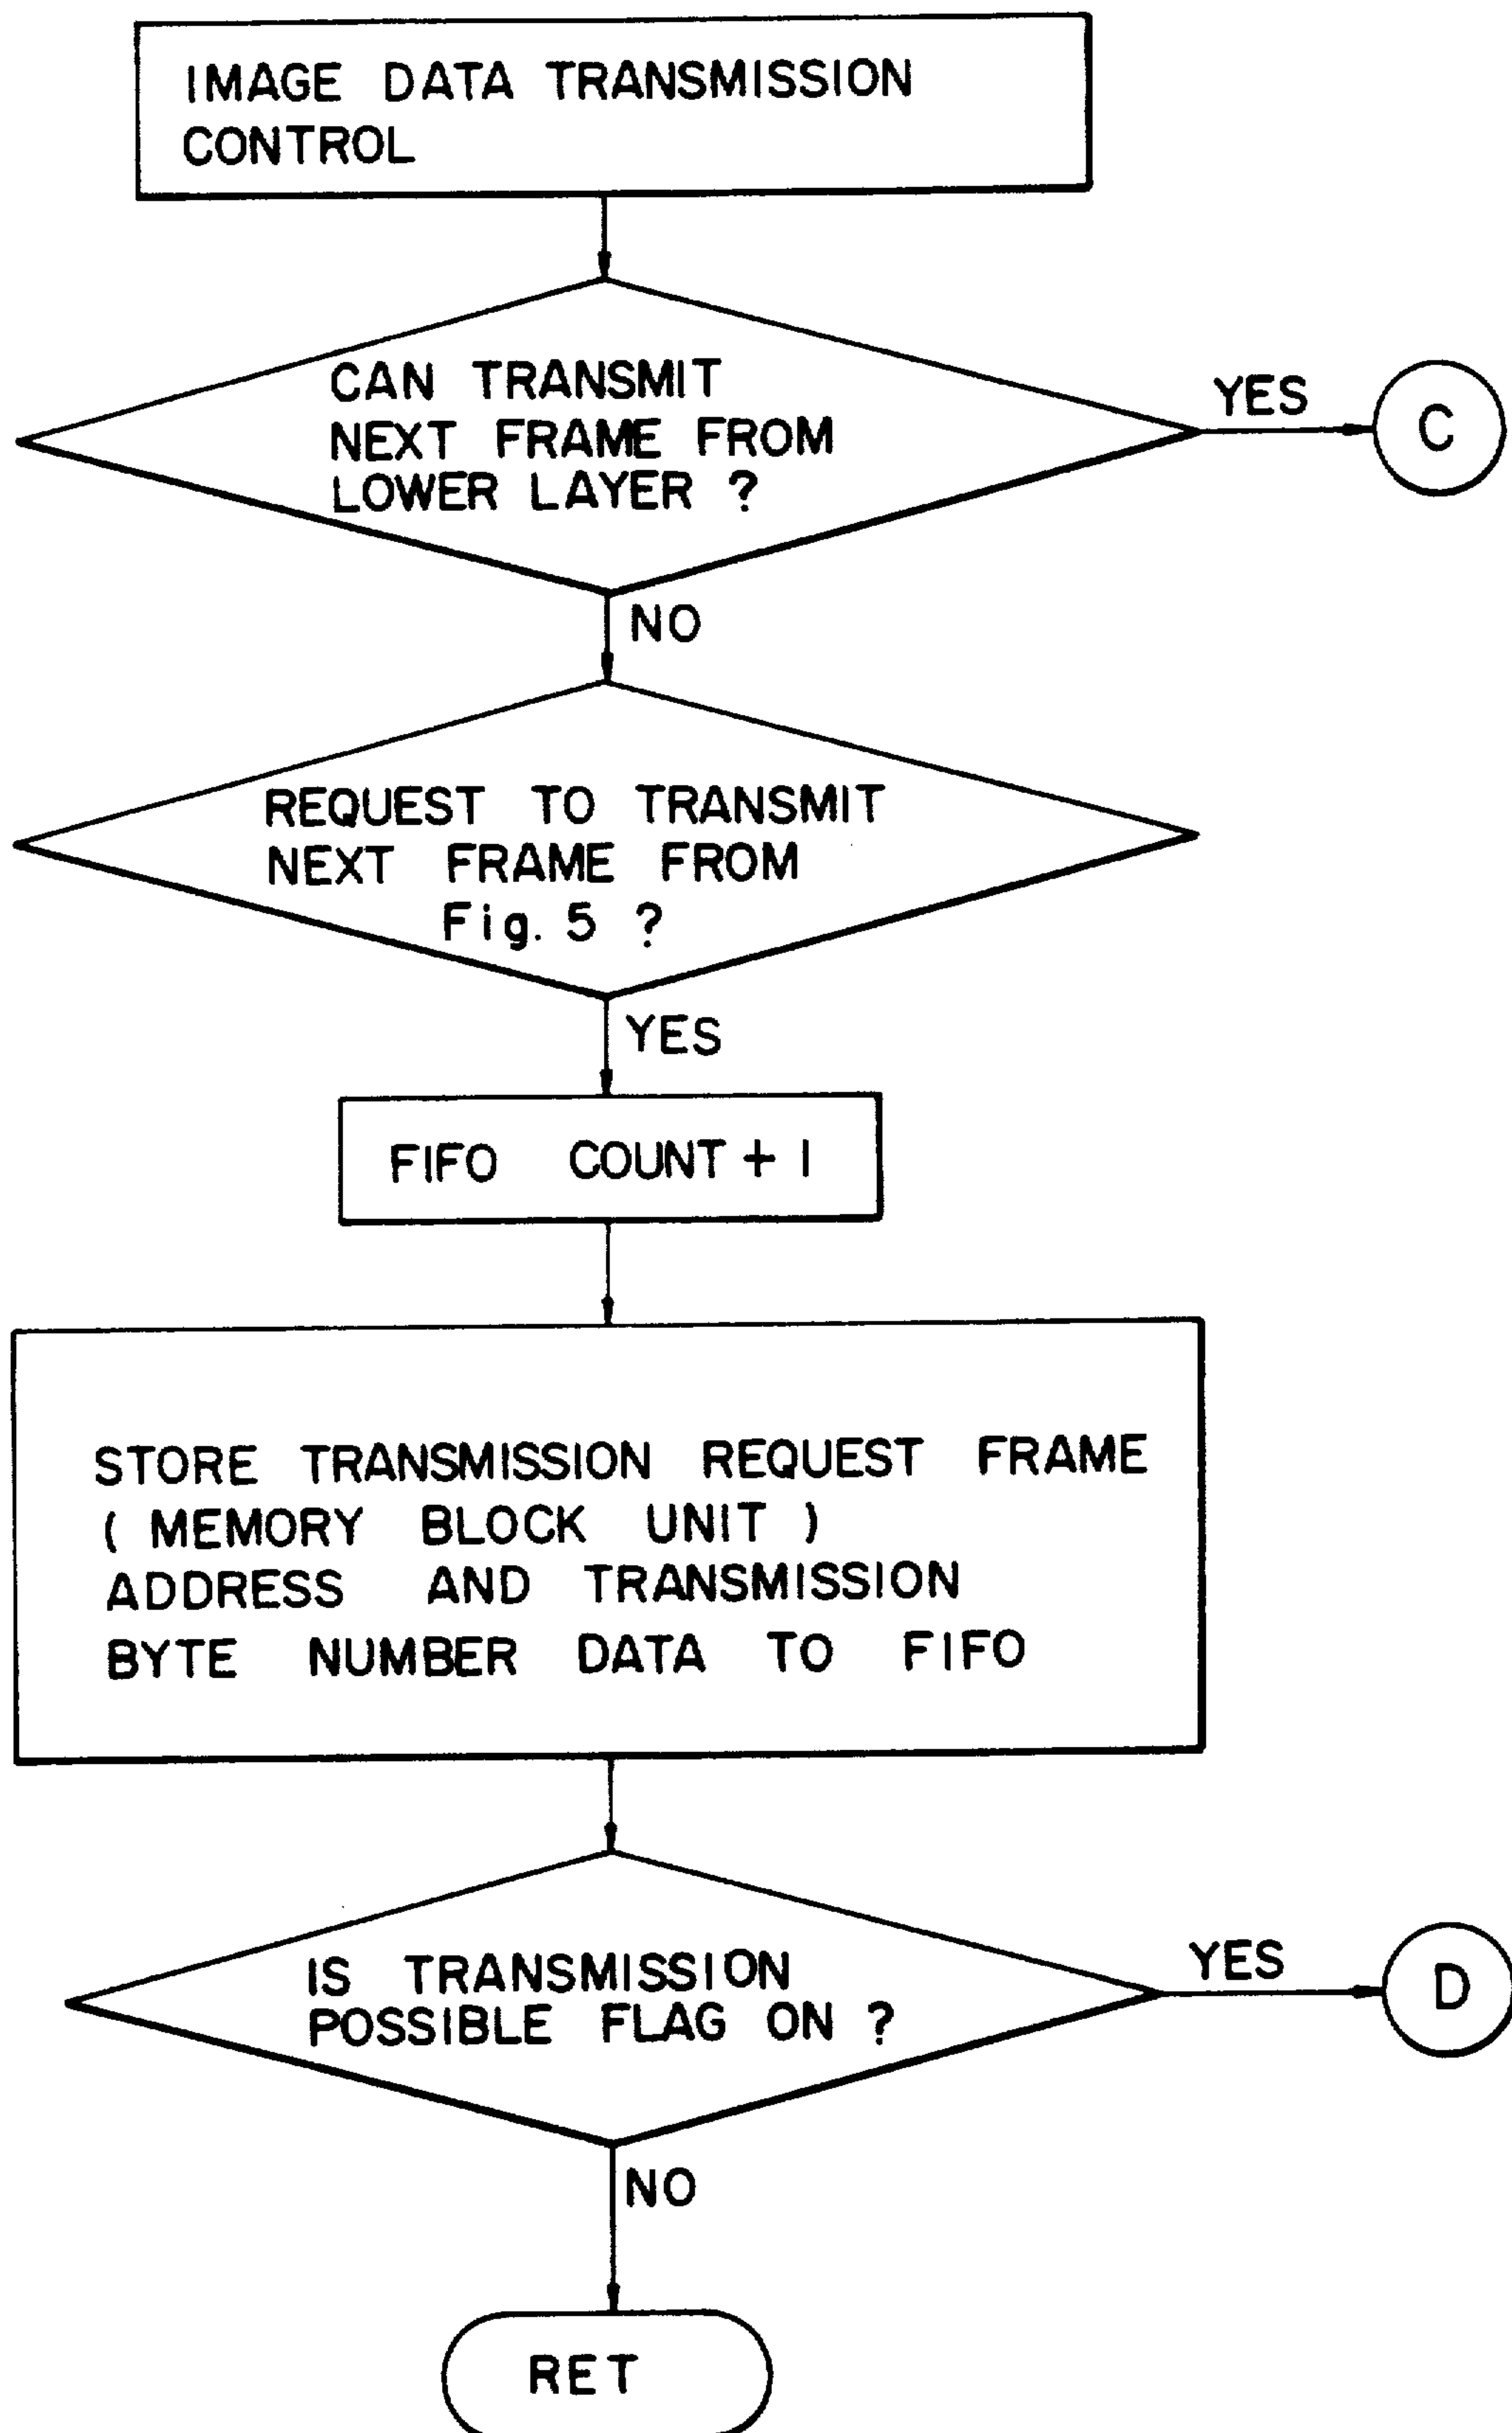 IMAGE DATA TRANSMISSION
CONTROL
CAN TRANSMIT
NEXT FRAME FROM
LOWER LAYER ?
YES
C
NO
REQUEST TO TRANSMIT
NEXT FRAME FROM
Fig. 5 ?
YES
FIFO COUNT + 1
STORE TRANSMISSION REQUEST FRAME
( MEMORY BLOCK UNIT )
ADDRESS AND TRANSMISSION
BYTE NUMBER DATA TO FIFO
IS TRANSMISSION
POSSIBLE FLAG ON ?
YES
D
NO
RET